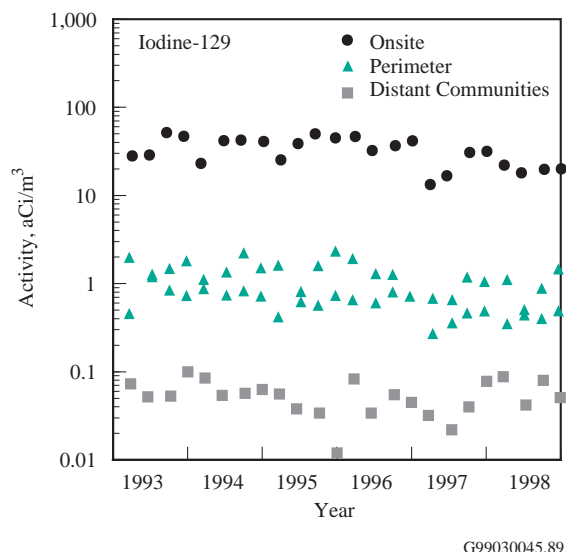 1,000
Iodine-129
Onsite
Perimeter
Distant Communities
100
10
1
0.1
0.01
Activity, aCi/m³
1993 1994 1995 1996 1997 1998
Year
G99030045.89